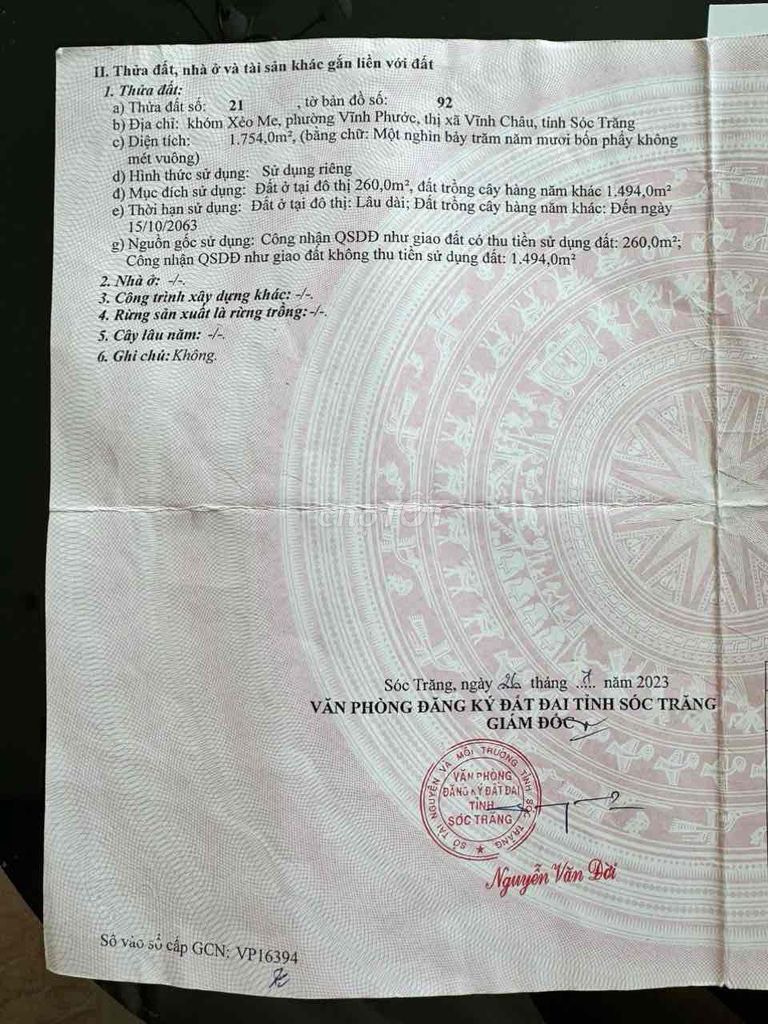 II. Thửa đất, nhà ở và tài sản khác gắn liền với đất
1. Thửa đất:
a) Thửa đất số: 21 , tờ bản đồ số: 92
b) Địa chỉ: khóm Xẻo Me, phường Vĩnh Phước, thị xã Vĩnh Châu, tỉnh Sóc Trăng
c) Diện tích: 1.754,0m², (bằng chữ: Một nghìn bảy trăm năm mươi bốn phẩy không
mét vuông)
d) Hình thức sử dụng: Sử dụng riêng
đ) Mục đích sử dụng: Đất ở tại đô thị 260,0m², đất trồng cây hàng năm khác 1.494,0m²
e) Thời hạn sử dụng: Đất ở tại đô thị: Lâu dài; Đất trồng cây hàng năm khác: Đến ngày
15/10/2063
g) Nguồn gốc sử dụng: Công nhận QSDĐ như giao đất có thu tiền sử dụng đất: 260,0m²;
Công nhận QSDĐ như giao đất không thu tiền sử dụng đất: 1.494,0m²
2. Nhà ở: -/-.
3. Công trình xây dựng khác: -/-.
4. Rừng sản xuất là rừng trồng: -/-.
5. Cây lâu năm: -/-.
6. Ghi chú: Không.
chợTỐT
Sóc Trăng, ngày 26 tháng năm 2023
VĂN PHÒNG ĐĂNG KÝ ĐẤT ĐAI TỈNH SÓC TRĂNG
GIÁM ĐỐC
SỞ TÀI NGUYÊN VÀ MÔI TRƯỜNG TỈNH SÓC TRĂNG
VĂN PHÒNG
ĐĂNG KÝ ĐẤT ĐAI
TỈNH
SÓC TRĂNG
Nguyễn Văn Đời
Số vào sổ cấp GCN: VP16394